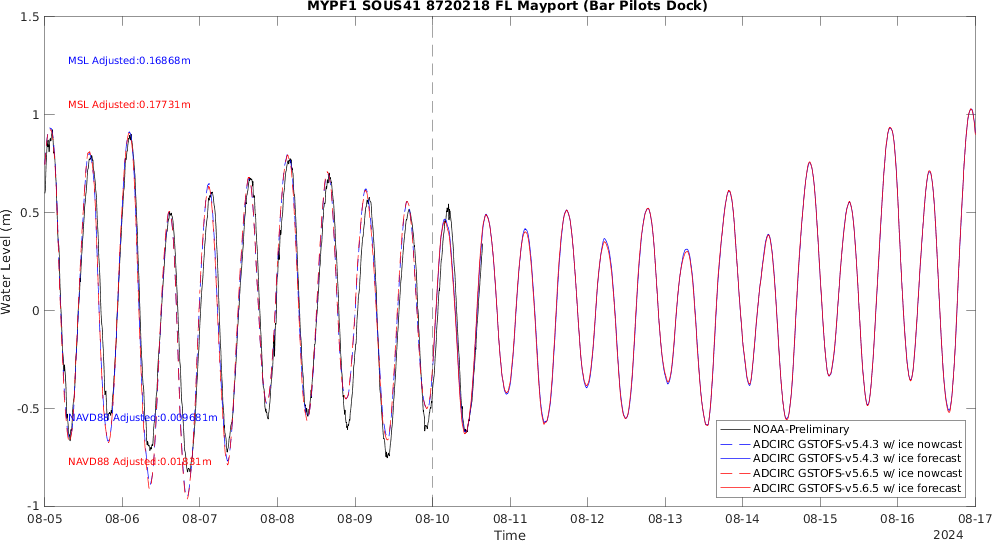 MYPF1 SOUS41 8720218 FL Mayport (Bar Pilots Dock)
1.5
1
0.5
0
-0.5
-1
Water Level (m)
MSL Adjusted:0.16868m
MSL Adjusted:0.17731m
NAVD88 Adjusted:0.009681m
NAVD88 Adjusted:0.01831m
NOAA-Preliminary
ADCIRC GSTOFS-v5.4.3 w/ ice nowcast
ADCIRC GSTOFS-v5.4.3 w/ ice forecast
ADCIRC GSTOFS-v5.6.5 w/ ice nowcast
ADCIRC GSTOFS-v5.6.5 w/ ice forecast
08-05 08-06 08-07 08-08 08-09 08-10 08-11 08-12 08-13 08-14 08-15 08-16 08-17
Time
2024